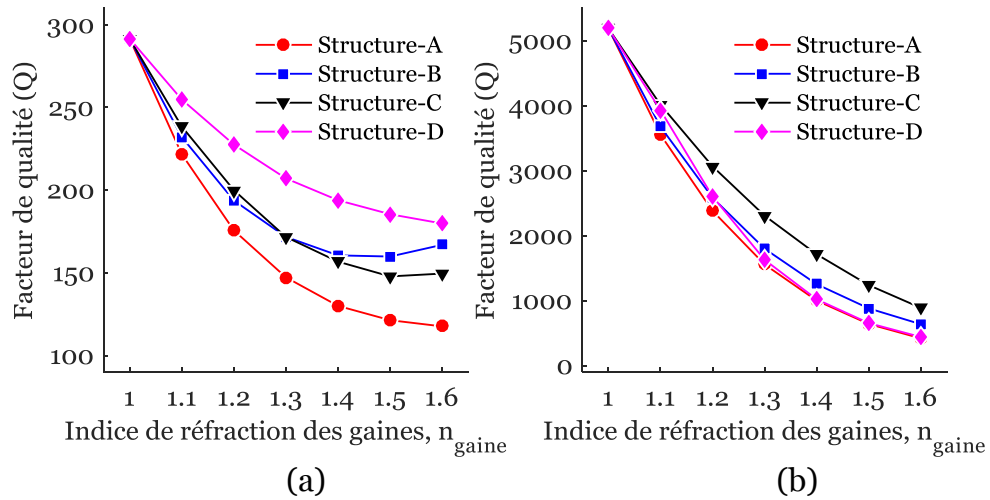 Facteur de qualité (Q)
300
250
200
150
100
Structure-A
Structure-B
Structure-C
Structure-D
1 1.1 1.2 1.3 1.4 1.5 1.6
Indice de réfraction des gaines, n_gaine
(a)
Facteur de qualité (Q)
5000
4000
3000
2000
1000
0
Structure-A
Structure-B
Structure-C
Structure-D
1 1.1 1.2 1.3 1.4 1.5 1.6
Indice de réfraction des gaines, n_gaine
(b)